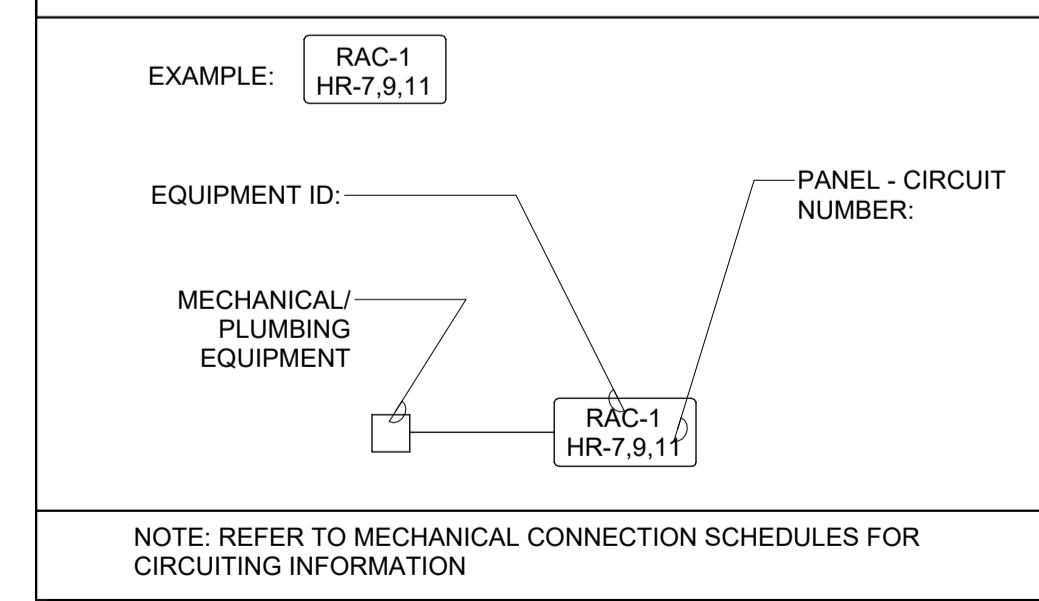 EXAMPLE:
RAC-1
HR-7,9,11
EQUIPMENT ID:
PANEL - CIRCUIT
NUMBER:
MECHANICAL/
PLUMBING
EQUIPMENT
RAC-1
HR-7,9,11
NOTE: REFER TO MECHANICAL CONNECTION SCHEDULES FOR
CIRCUITING INFORMATION